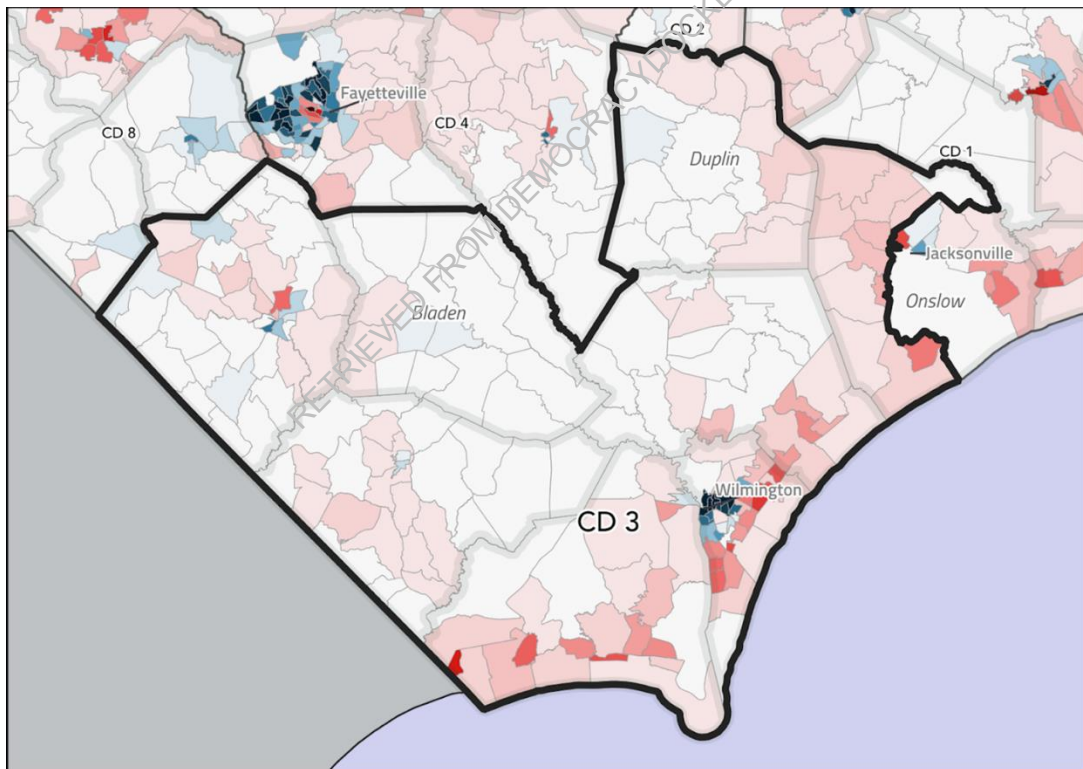 CD 2
Fayetteville
CD 8
CD 4
CD 1
Duplin
Jacksonville
Onslow
Bladen
RETRIEVED FROM DEMOCRACYDOCKET
Wilmington
CD 3